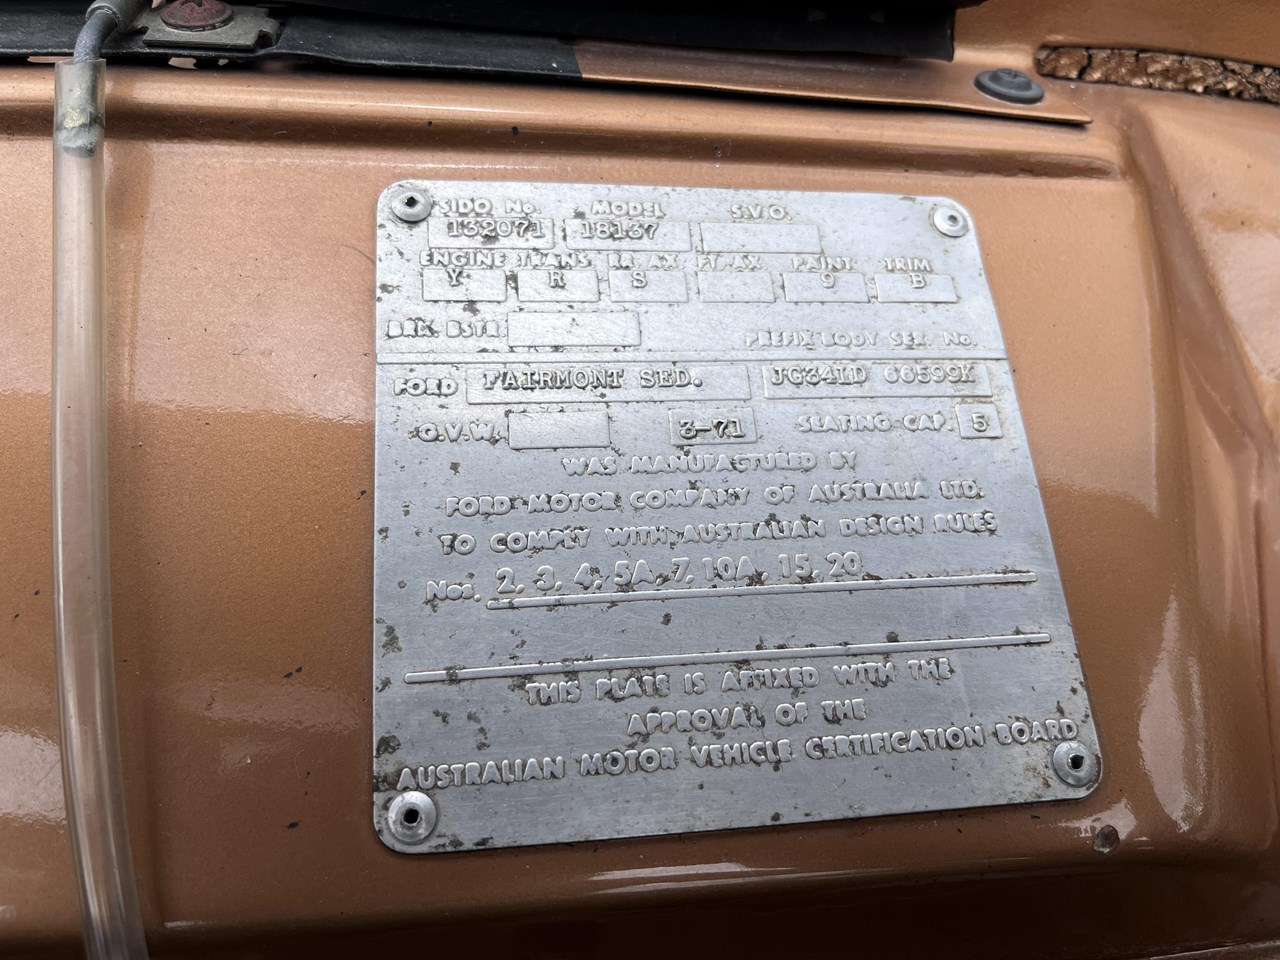 SIDO. No. MODEL S.V.O.
132071 18137
ENGINE TRANS RR AX FT-AX PAINT TRIM
Y R S 9 B
BRK. BSTR PREFIX BODY SER. No.
FORD FAIRMONT SED. JG34LD 66599K
G.V.W. 3-71 SEATING CAP. 5
WAS MANUFACTURED BY
FORD MOTOR COMPANY OF AUSTRALIA LTD.
TO COMPLY WITH AUSTRALIAN DESIGN RULES
Nos. 2, 3, 4, 5A, 7, 10A, 15, 20
THIS PLATE IS AFFIXED WITH THE
APPROVAL OF THE
AUSTRALIAN MOTOR VEHICLE CERTIFICATION BOARD